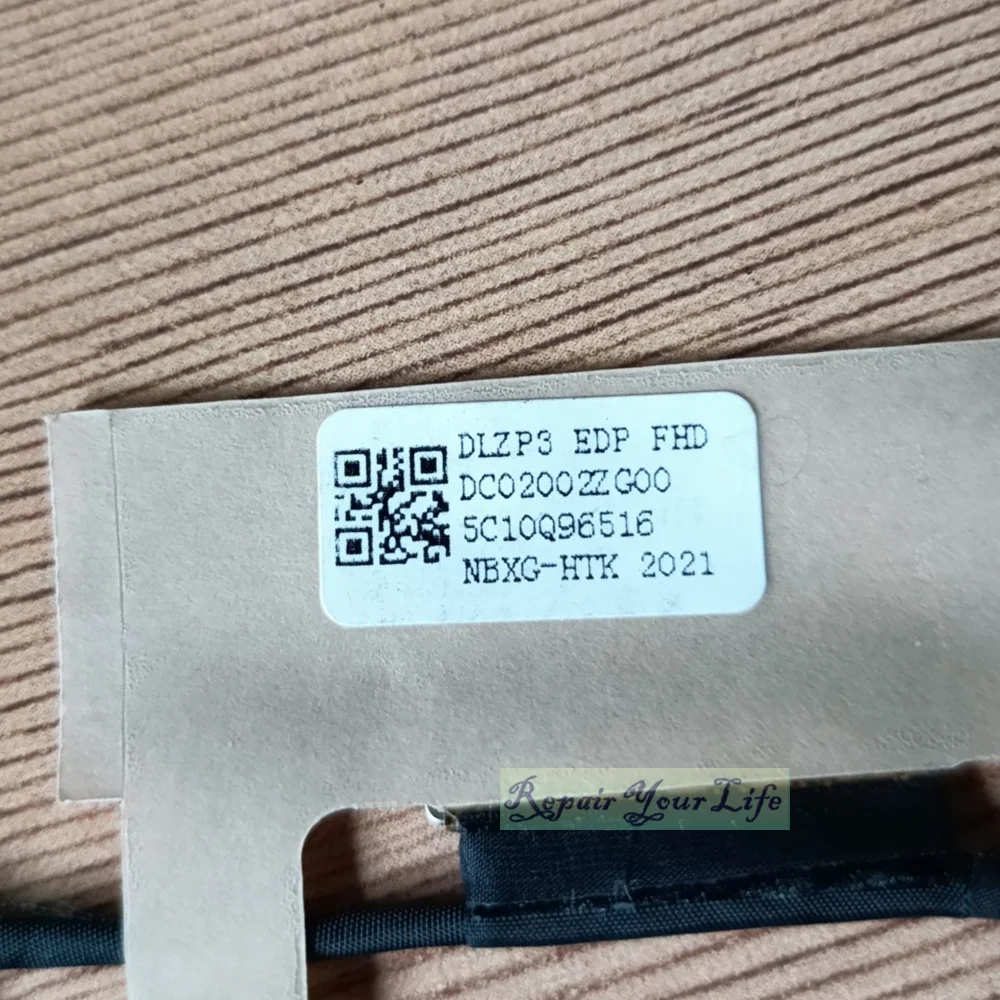 DLZP3 EDP FHD
DC02002ZG00
5C10Q96516
NBXG-HTK 2021
Repair Your Life